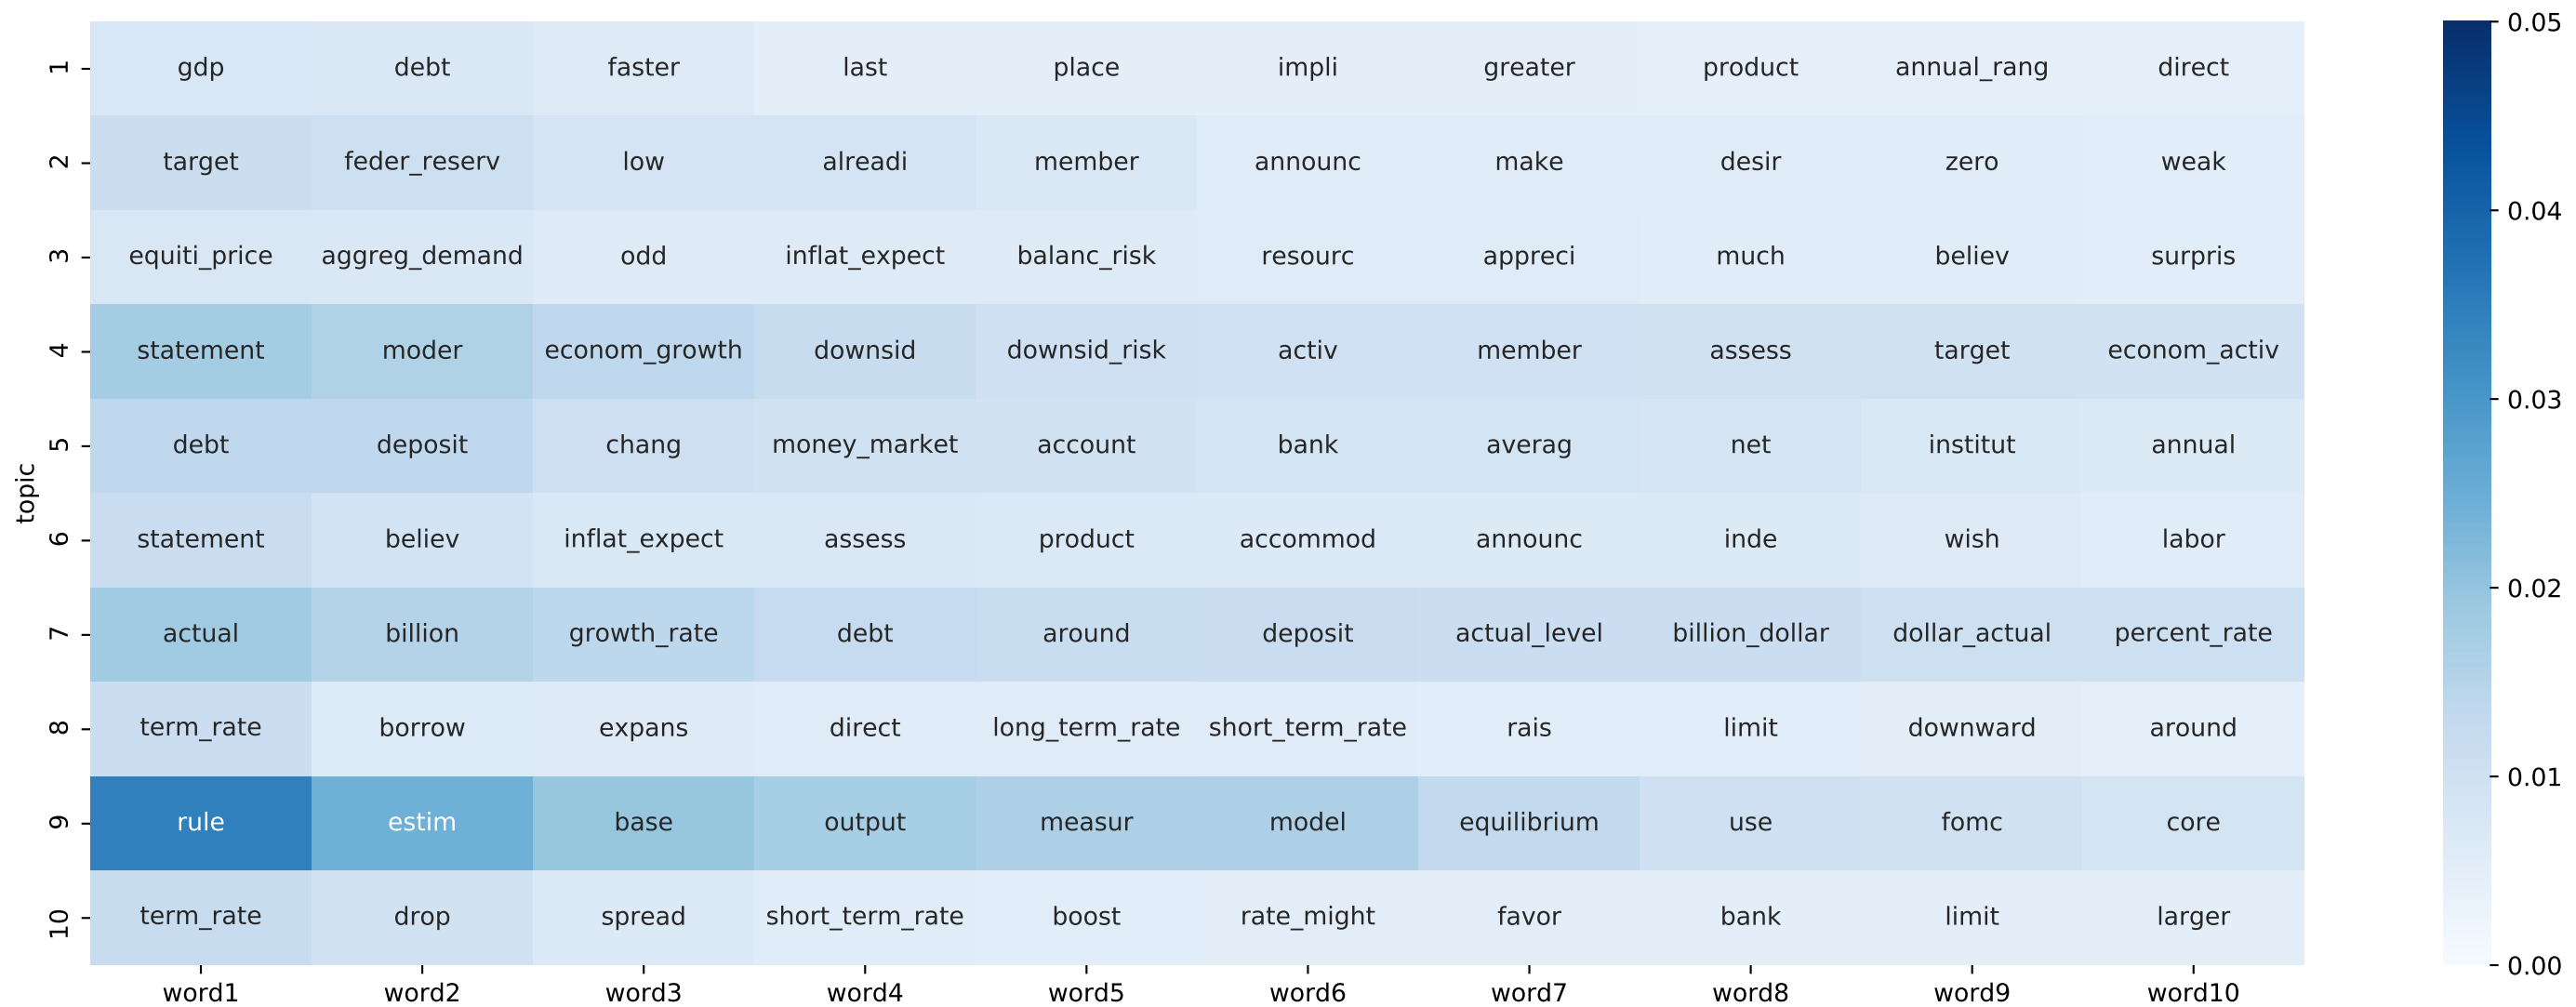 1 gdp debt faster last place impli greater product annual_rang direct
2 target feder_reserv low alreadi member announc make desir zero weak
3 equiti_price aggreg_demand odd inflat_expect balanc_risk resourc appreci much believ surpris
4 statement moder econom_growth downsid downsid_risk activ member assess target econom_activ
5 debt deposit chang money_market account bank averag net institut annual
6 statement believ inflat_expect assess product accommod announc inde wish labor
7 actual billion growth_rate debt around deposit actual_level billion_dollar dollar_actual percent_rate
8 term_rate borrow expans direct long_term_rate short_term_rate rais limit downward around
9 rule estim base output measur model equilibrium use fomc core
10 term_rate drop spread short_term_rate boost rate_might favor bank limit larger
word1 word2 word3 word4 word5 word6 word7 word8 word9 word10
topic
0.05
0.04
0.03
0.02
0.01
0.00